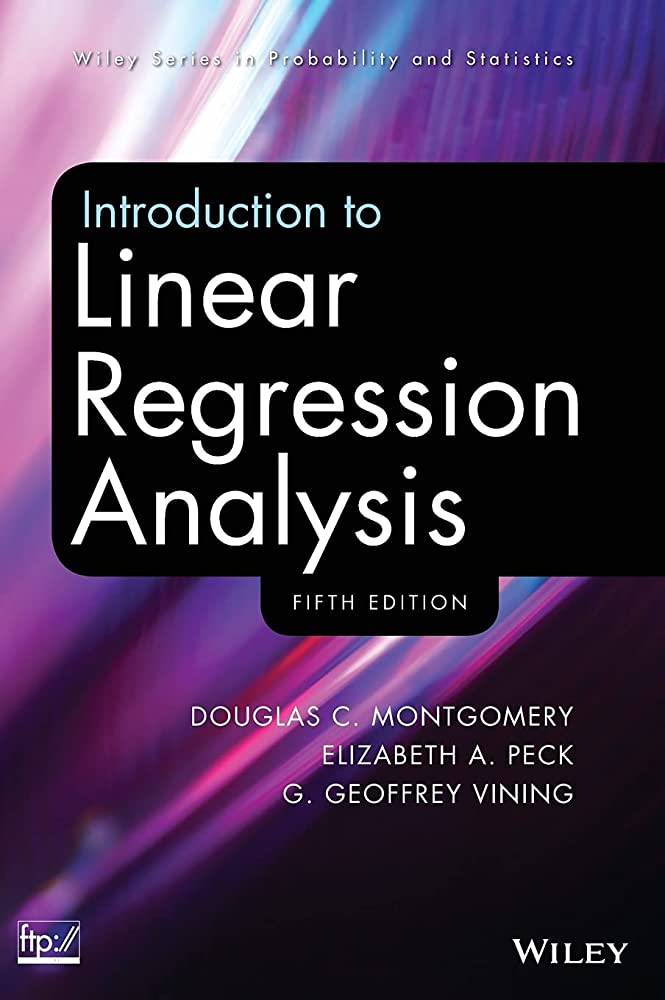 Wiley Series in Probability and Statistics
Introduction to
Linear
Regression
Analysis
FIFTH EDITION
DOUGLAS C. MONTGOMERY
ELIZABETH A. PECK
G. GEOFFREY VINING
ftp://
WILEY